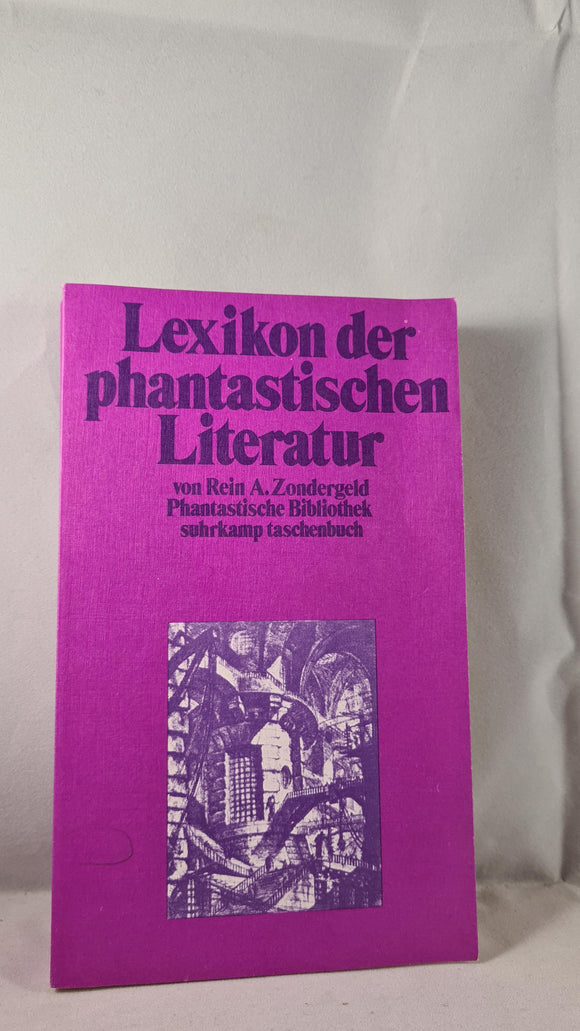 Lexikon der
phantastischen
Literatur
von Rein A. Zondergeld
Phantastische Bibliothek
suhrkamp taschenbuch